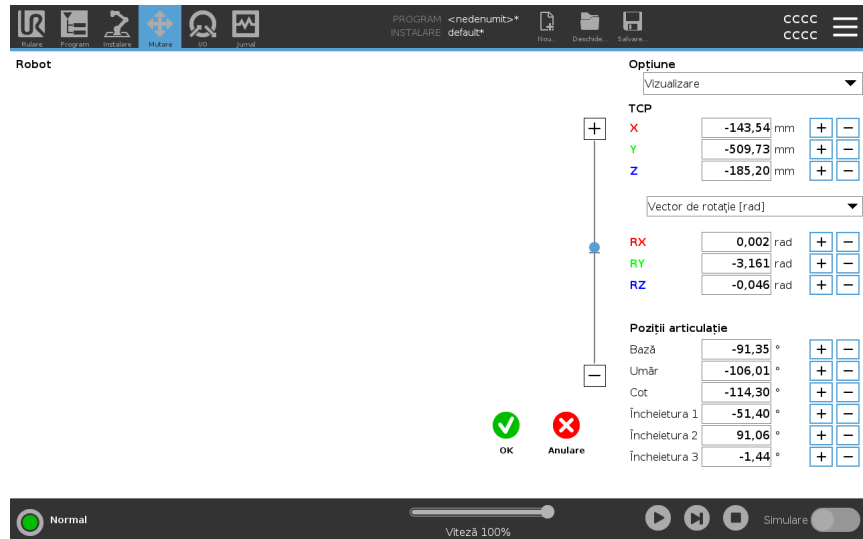 PROGRAM <nedenumit>*
INSTALARE default*
CCCC
CCCC
Rulare Program Instalare Mutare I/O Jurnal Nou... Deschide... Salvare...
Robot
Opțiune
Vizualizare
TCP
X -143,54 mm + −
Y -509,73 mm + −
Z -185,20 mm + −
Vector de rotație [rad]
RX 0,002 rad + −
RY -3,161 rad + −
RZ -0,046 rad + −
Poziții articulație
Bază -91,35 ° + −
Umăr -106,01 ° + −
Cot -114,30 ° + −
Încheietura 1 -51,40 ° + −
Încheietura 2 91,06 ° + −
Încheietura 3 -1,44 ° + −
OK Anulare
Normal
Viteză 100%
Simulare